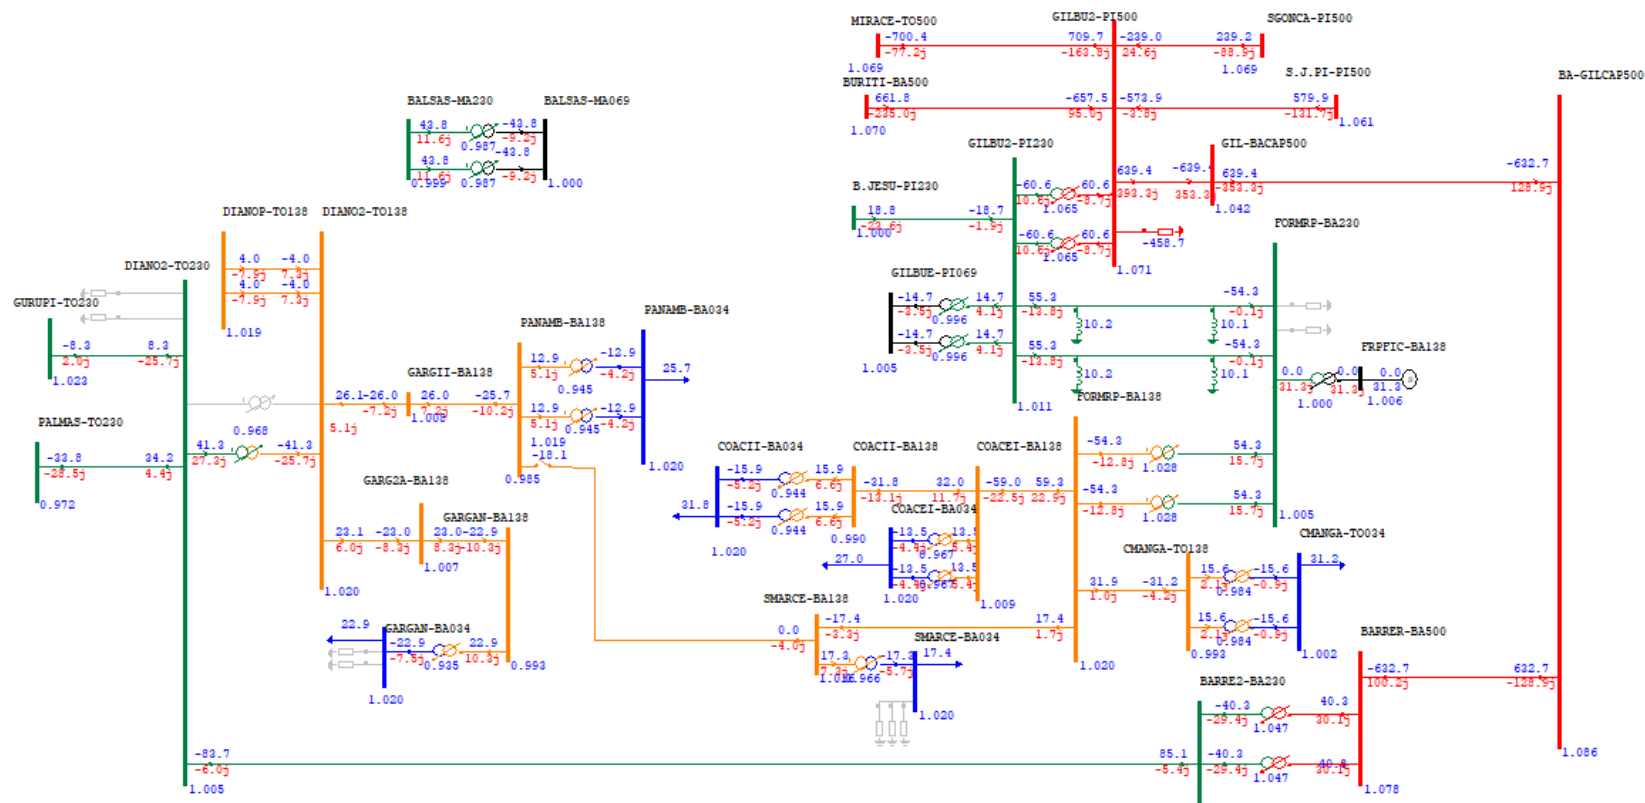 MIRACE-TO500
GILBU2-PI500
SGONCA-PI500
-700.4
709.7
-239.0
239.2
-77.2j
-163.8j
24.6j
-88.9j
1.069
1.069
BURITI-BA500
S.J.PI-PI500
BA-GILCAP500
661.8
-657.5
-573.9
579.9
-235.0j
95.0j
-3.8j
-131.7j
1.070
1.061
BALSAS-MA230
BALSAS-MA069
43.8
-43.8
11.6j
0.987
-9.2j
43.8
-43.8
11.6j
0.987
-9.2j
0.999
1.000
GILBU2-PI230
GIL-BACAP500
639.4
-639.4
639.4
-632.7
393.3j
353.3j
-353.3j
128.9j
1.042
-60.6
60.6
10.6j
-8.7j
1.065
-60.6
60.6
10.6j
-8.7j
1.065
-458.7
1.071
B.JESU-PI230
18.8
-18.7
-23.6j
-1.9j
1.000
DIANOP-TO138
DIANO2-TO138
FORMRP-BA230
4.0
-4.0
-7.9j
7.3j
4.0
-4.0
-7.9j
7.3j
1.019
DIANO2-TO230
GURUPI-TO230
-8.3
8.3
2.0j
-25.7j
1.023
GILBUE-PI069
-14.7
14.7
55.3
-54.3
-3.5j
0.996
4.1j
-13.8j
-0.1j
10.2
10.1
-14.7
14.7
55.3
-54.3
-3.5j
0.996
4.1j
-13.8j
-0.1j
10.2
10.1
1.005
1.011
FRPFIC-BA138
0.0
0.0
0.0
31.3j
31.3j
31.3
1.000
1.006
PANAMB-BA138
PANAMB-BA034
12.9
-12.9
5.1j
-4.2j
0.945
25.7
12.9
-12.9
5.1j
0.945
-4.2j
1.019
-18.1
0.985
1.020
GARGII-BA138
26.1
-26.0
26.0
-25.7
5.1j
-7.2j
7.2j
-10.2j
PALMAS-TO230
0.968
-33.8
34.2
41.3
-41.3
-28.5j
4.4j
27.3j
-25.7j
0.972
FORMRP-BA138
COACII-BA034
COACII-BA138
COACEI-BA138
-54.3
54.3
-12.8j
1.028
15.7j
-54.3
54.3
-12.8j
1.028
15.7j
1.005
-15.9
15.9
-31.8
32.0
-59.0
59.3
-5.2j
0.944
6.6j
-13.1j
11.7j
-22.5j
22.9j
31.8
-15.9
15.9
-5.2j
0.944
6.6j
1.020
0.990
COACEI-BA034
-13.5
13.5
-4.4j
0.967
5.4j
27.0
-13.5
13.5
-4.4j
5.4j
1.020
1.009
GARG2A-BA138
GARGAN-BA138
23.1
-23.0
23.0
-22.9
6.0j
-8.3j
8.3j
-10.3j
1.007
1.020
CMANGA-TO138
CMANGA-TO034
31.9
-31.2
15.6
-15.6
31.2
1.0j
-4.2j
2.1j
0.984
-0.9j
15.6
-15.6
2.1j
0.984
-0.9j
0.993
1.002
GARGAN-BA034
22.9
-22.9
22.9
-7.5j
0.935
10.3j
0.993
1.020
SMARCE-BA138
0.0
-17.4
17.4
-4.0j
-3.3j
1.7j
SMARCE-BA034
17.3
-17.3
17.4
-5.7j
1.020
1.020
BARRER-BA500
-632.7
632.7
100.2j
-128.9j
BARRE2-BA230
-40.3
40.3
-29.4j
1.047
30.1j
-83.7
85.1
-40.3
-6.0j
-5.4j
-29.4j
1.047
30.1j
1.005
1.078
1.086